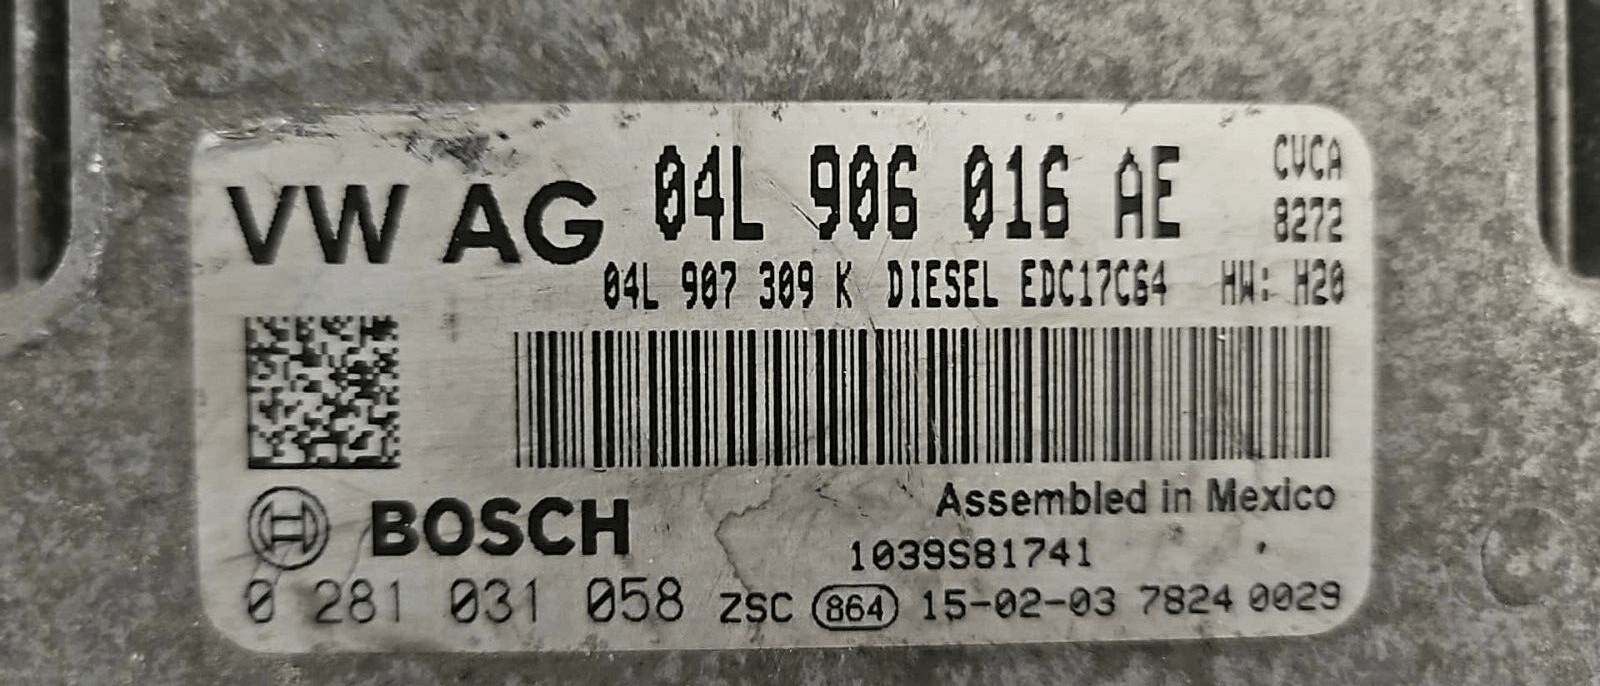 VW AG 04L 906 016 AE CVCA
8272
04L 907 309 K DIESEL EDC17C64 HW: H20
Assembled in Mexico
BOSCH
1039S81741
0 281 031 058 ZSC 864 15-02-03 7824 0029